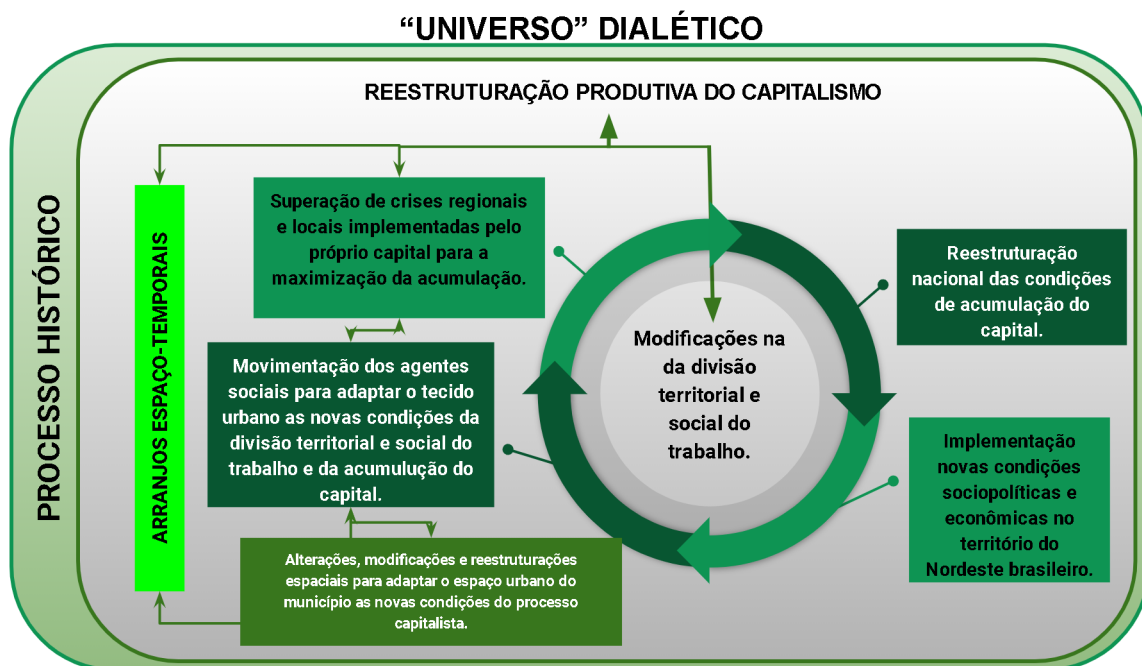 “UNIVERSO” DIALÉTICO
REESTRUTURAÇÃO PRODUTIVA DO CAPITALISMO
PROCESSO HISTÓRICO
ARRANJOS ESPAÇO-TEMPORAIS
Superação de crises regionais
e locais implementadas pelo
próprio capital para a
maximização da acumulação.
Movimentação dos agentes
sociais para adaptar o tecido
urbano as novas condições da
divisão territorial e social do
trabalho e da acumulução do
capital.
Alterações, modificações e reestruturações
espaciais para adaptar o espaço urbano do
município as novas condições do processo
capitalista.
Modificações na
da divisão
territorial e
social do
trabalho.
Reestruturação
nacional das condições
de acumulação do
capital.
Implementação
novas condições
sociopolíticas e
econômicas no
território do
Nordeste brasileiro.